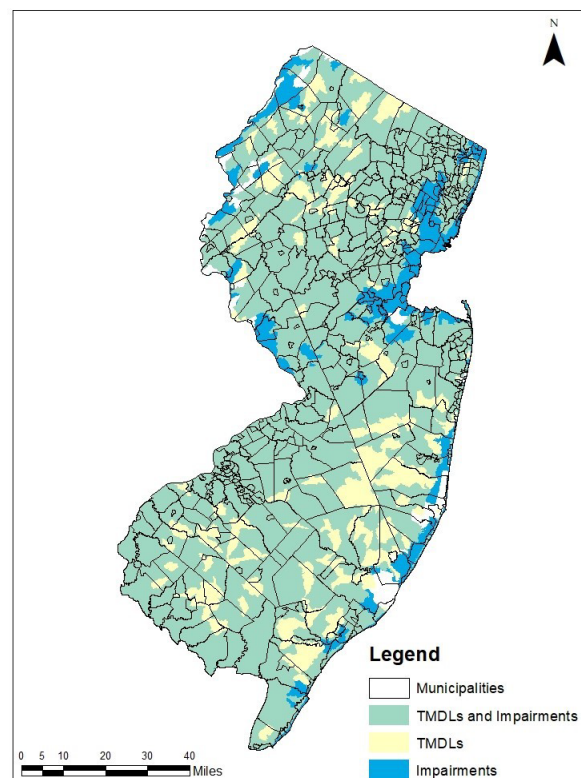 N
Legend
Municipalities
TMDLs and Impairments
TMDLs
Impairments
0 5 10 20 30 40
Miles